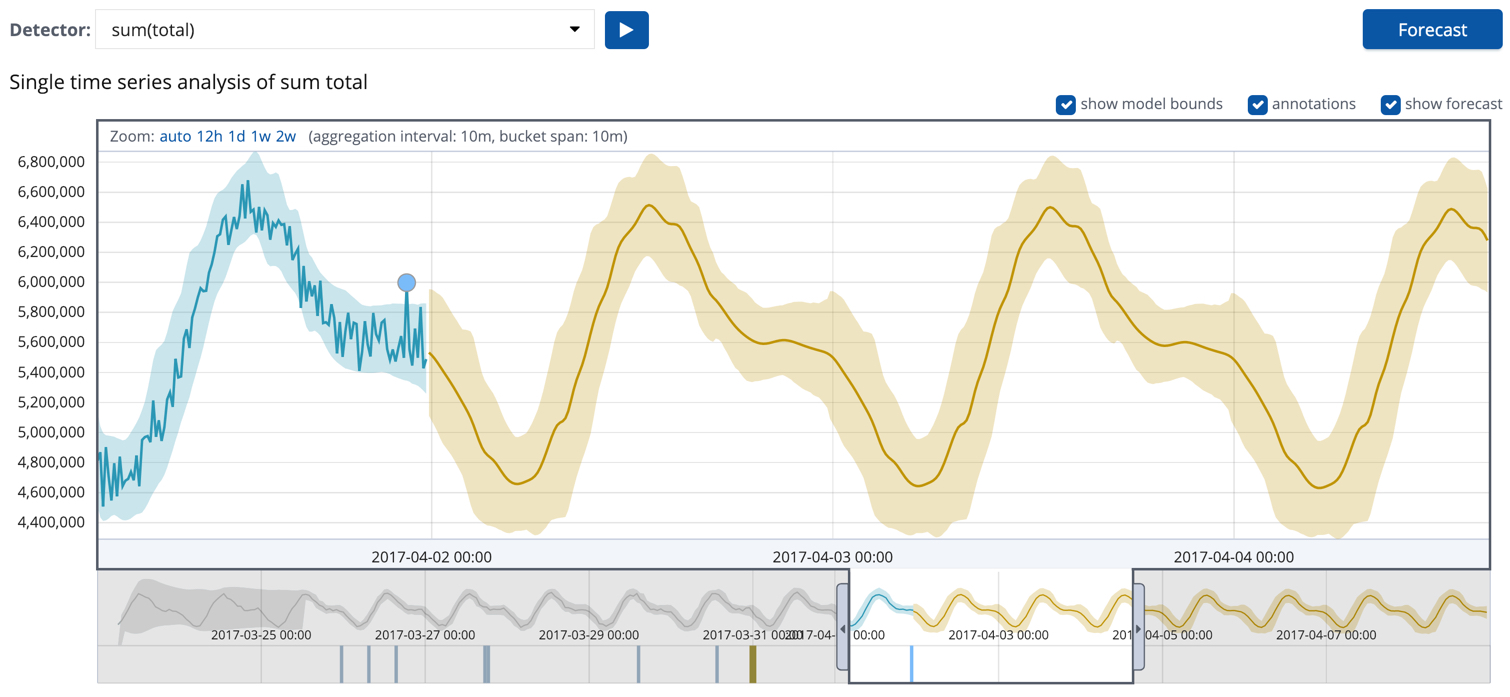 Detector: sum(total) Forecast
Single time series analysis of sum total
show model bounds annotations show forecast
Zoom: auto 12h 1d 1w 2w (aggregation interval: 10m, bucket span: 10m)
6,800,000
6,600,000
6,400,000
6,200,000
6,000,000
5,800,000
5,600,000
5,400,000
5,200,000
5,000,000
4,800,000
4,600,000
4,400,000
2017-04-02 00:00 2017-04-03 00:00 2017-04-04 00:00
2017-03-25 00:00 2017-03-27 00:00 2017-03-29 00:00 2017-03-31 00:00 2017-04- 00:00 2017-04-03 00:00 201 04-05 00:00 2017-04-07 00:00